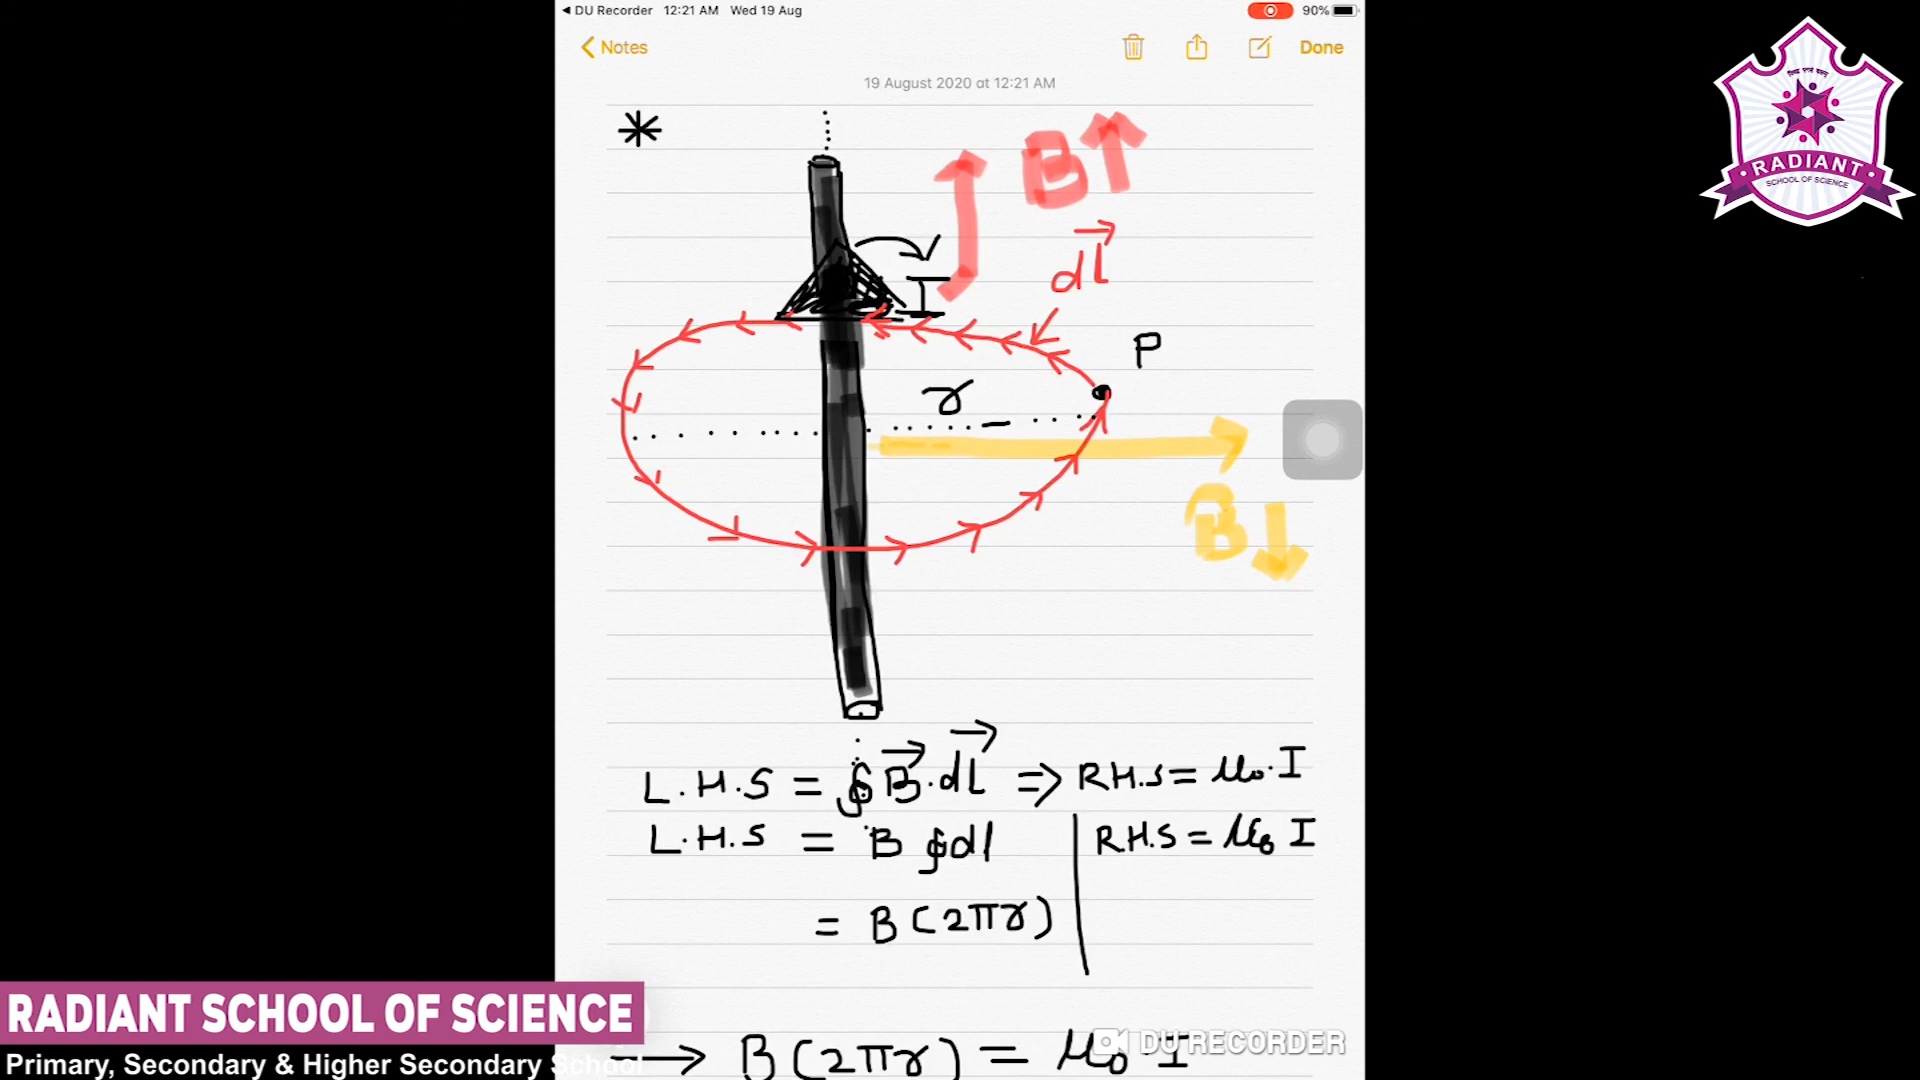 DU Recorder 12:21 AM Wed 19 Aug 90%
Notes Done
19 August 2020 at 12:21 AM
RADIANT
SCHOOL OF SCIENCE
*
B↑
I
dl
P
r
B↓
L.H.S = ∮B.dl ⇒ R.H.S = μ₀.I
L.H.S = B ∮dl R.H.S = μ₀ I
= B(2πr)
→ B(2πr) = μ₀.I
DU RECORDER
RADIANT SCHOOL OF SCIENCE
Primary, Secondary & Higher Secondary School